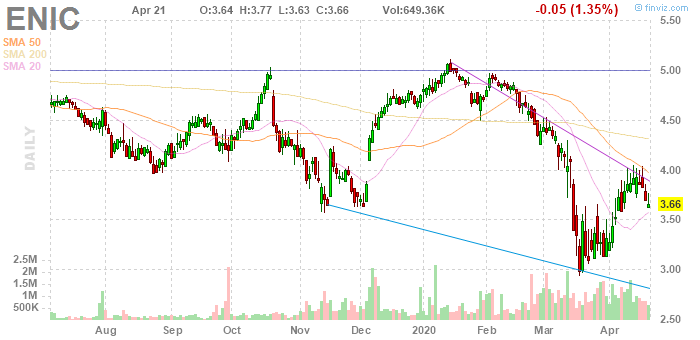 ENIC
Apr 21
O:3.64 H:3.77 L:3.63 C:3.66
Vol:649.36K
-0.05 (1.35%)
© finviz.com
SMA 50
SMA 200
SMA 20
DAILY
5.50
5.00
4.50
4.00
3.66
3.50
3.00
2.50
2.5M
2M
1.5M
1M
500K
Aug
Sep
Oct
Nov
Dec
2020
Feb
Mar
Apr